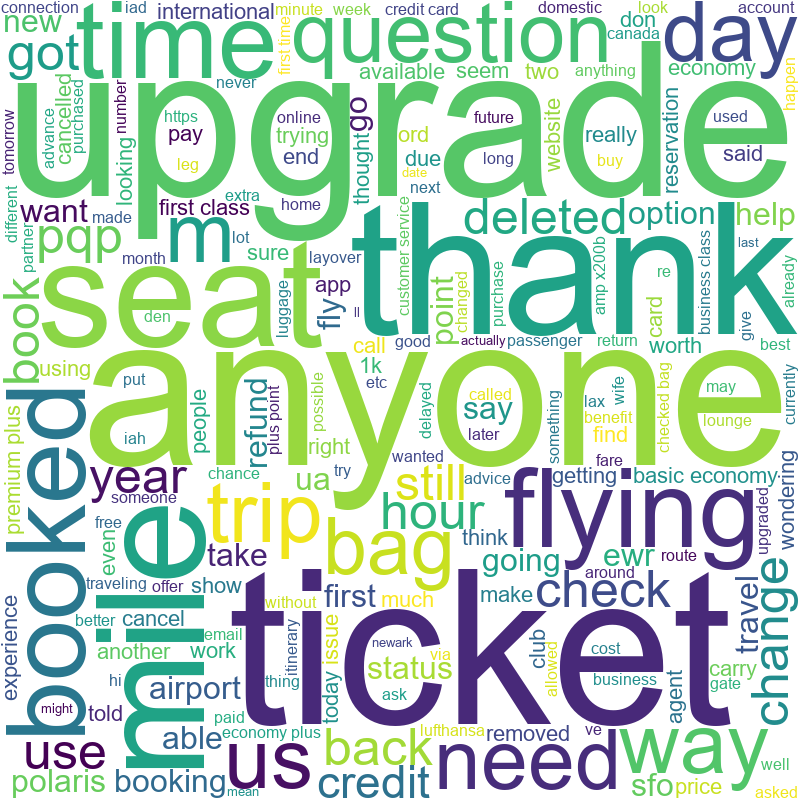 connection
iad
international
minute
week
credit card
domestic
look
account
new
time
question
don
canada
day
got
first time
available
seem
two
anything
economy
happen
never
upgrade
tomorrow
advance
purchased
cancelled
number
looking
https
pay
leg
online
trying
end
go
thought
ord
due
future
long
next
date
website
really
buy
used
said
reservation
extra
home
different
want
made
first class
partner
pqp
m
lot
month
sure
layover
deleted
option
help
thank
customer service
point
changed
purchase
amp x200b
re
business class
last
give
already
seat
den
luggage
app
fly
ll
book
using
put
call
good
actually
passenger
return
card
worth
best
anyone
1k
etc
may
iah
people
refund
plus point
possible
delayed
say
called
later
something
lax
benefit
find
wife
checked bag
lounge
currently
premium plus
booked
year
someone
chance
right
ua
try
wanted
still
advice
fare
getting
basic economy
upgraded
wondering
mile
trip
bag
hour
flying
free
even
take
think
going
ewr
around
route
traveling
offer
show
without
first
much
make
check
travel
change
experience
better
cancel
another
work
email
thing
itinerary
today
issue
newark
status
via
ask
ticket
club
allowed
cost
business
agent
carry
gate
hi
might
told
airport
able
paid
economy plus
use
us
back
lufthansa
removed
ve
need
way
well
polaris
booking
mean
credit
sfo
price
asked